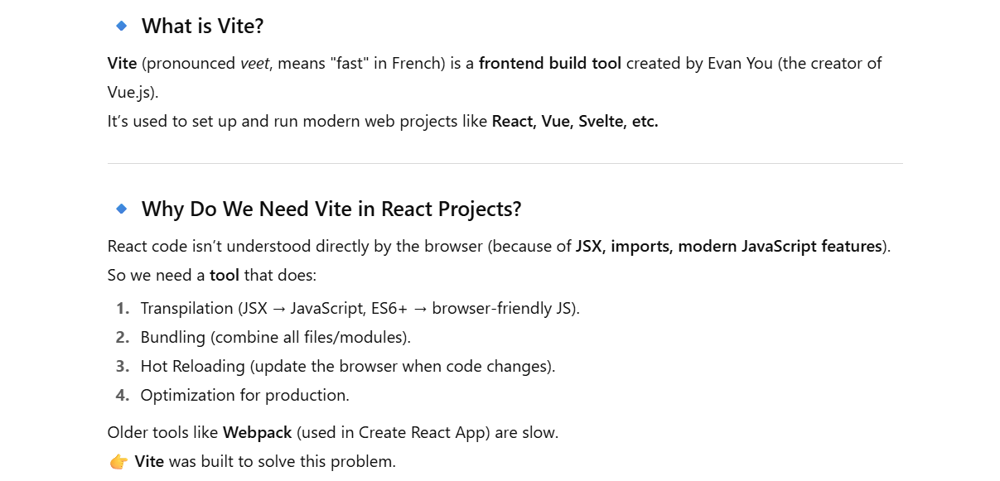 🔹 What is Vite?
Vite (pronounced veet, means "fast" in French) is a frontend build tool created by Evan You (the creator of
Vue.js).
It’s used to set up and run modern web projects like React, Vue, Svelte, etc.
🔹 Why Do We Need Vite in React Projects?
React code isn’t understood directly by the browser (because of JSX, imports, modern JavaScript features).
So we need a tool that does:
1. Transpilation (JSX → JavaScript, ES6+ → browser-friendly JS).
2. Bundling (combine all files/modules).
3. Hot Reloading (update the browser when code changes).
4. Optimization for production.
Older tools like Webpack (used in Create React App) are slow.
👉 Vite was built to solve this problem.